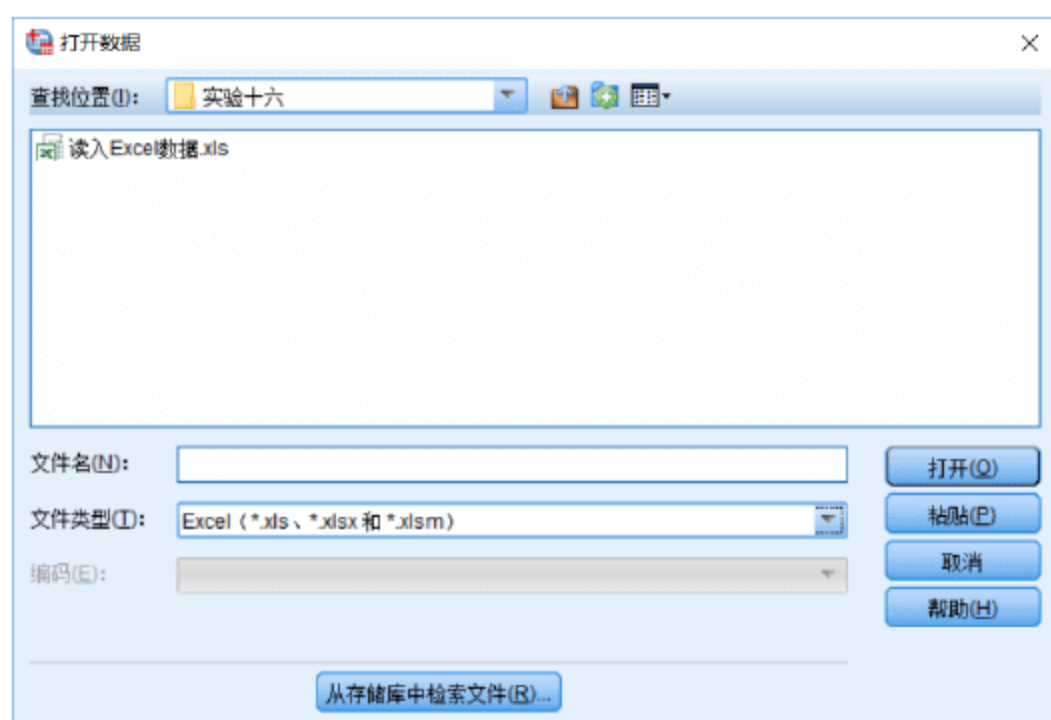 打开数据
查找位置(I): 实验十六
读入Excel数据.xls
文件名(N): 打开(O)
文件类型(T): Excel (*.xls、*.xlsx 和 *.xlsm) 粘贴(P)
取消
编码(E):
帮助(H)
从存储库中检索文件(R)...